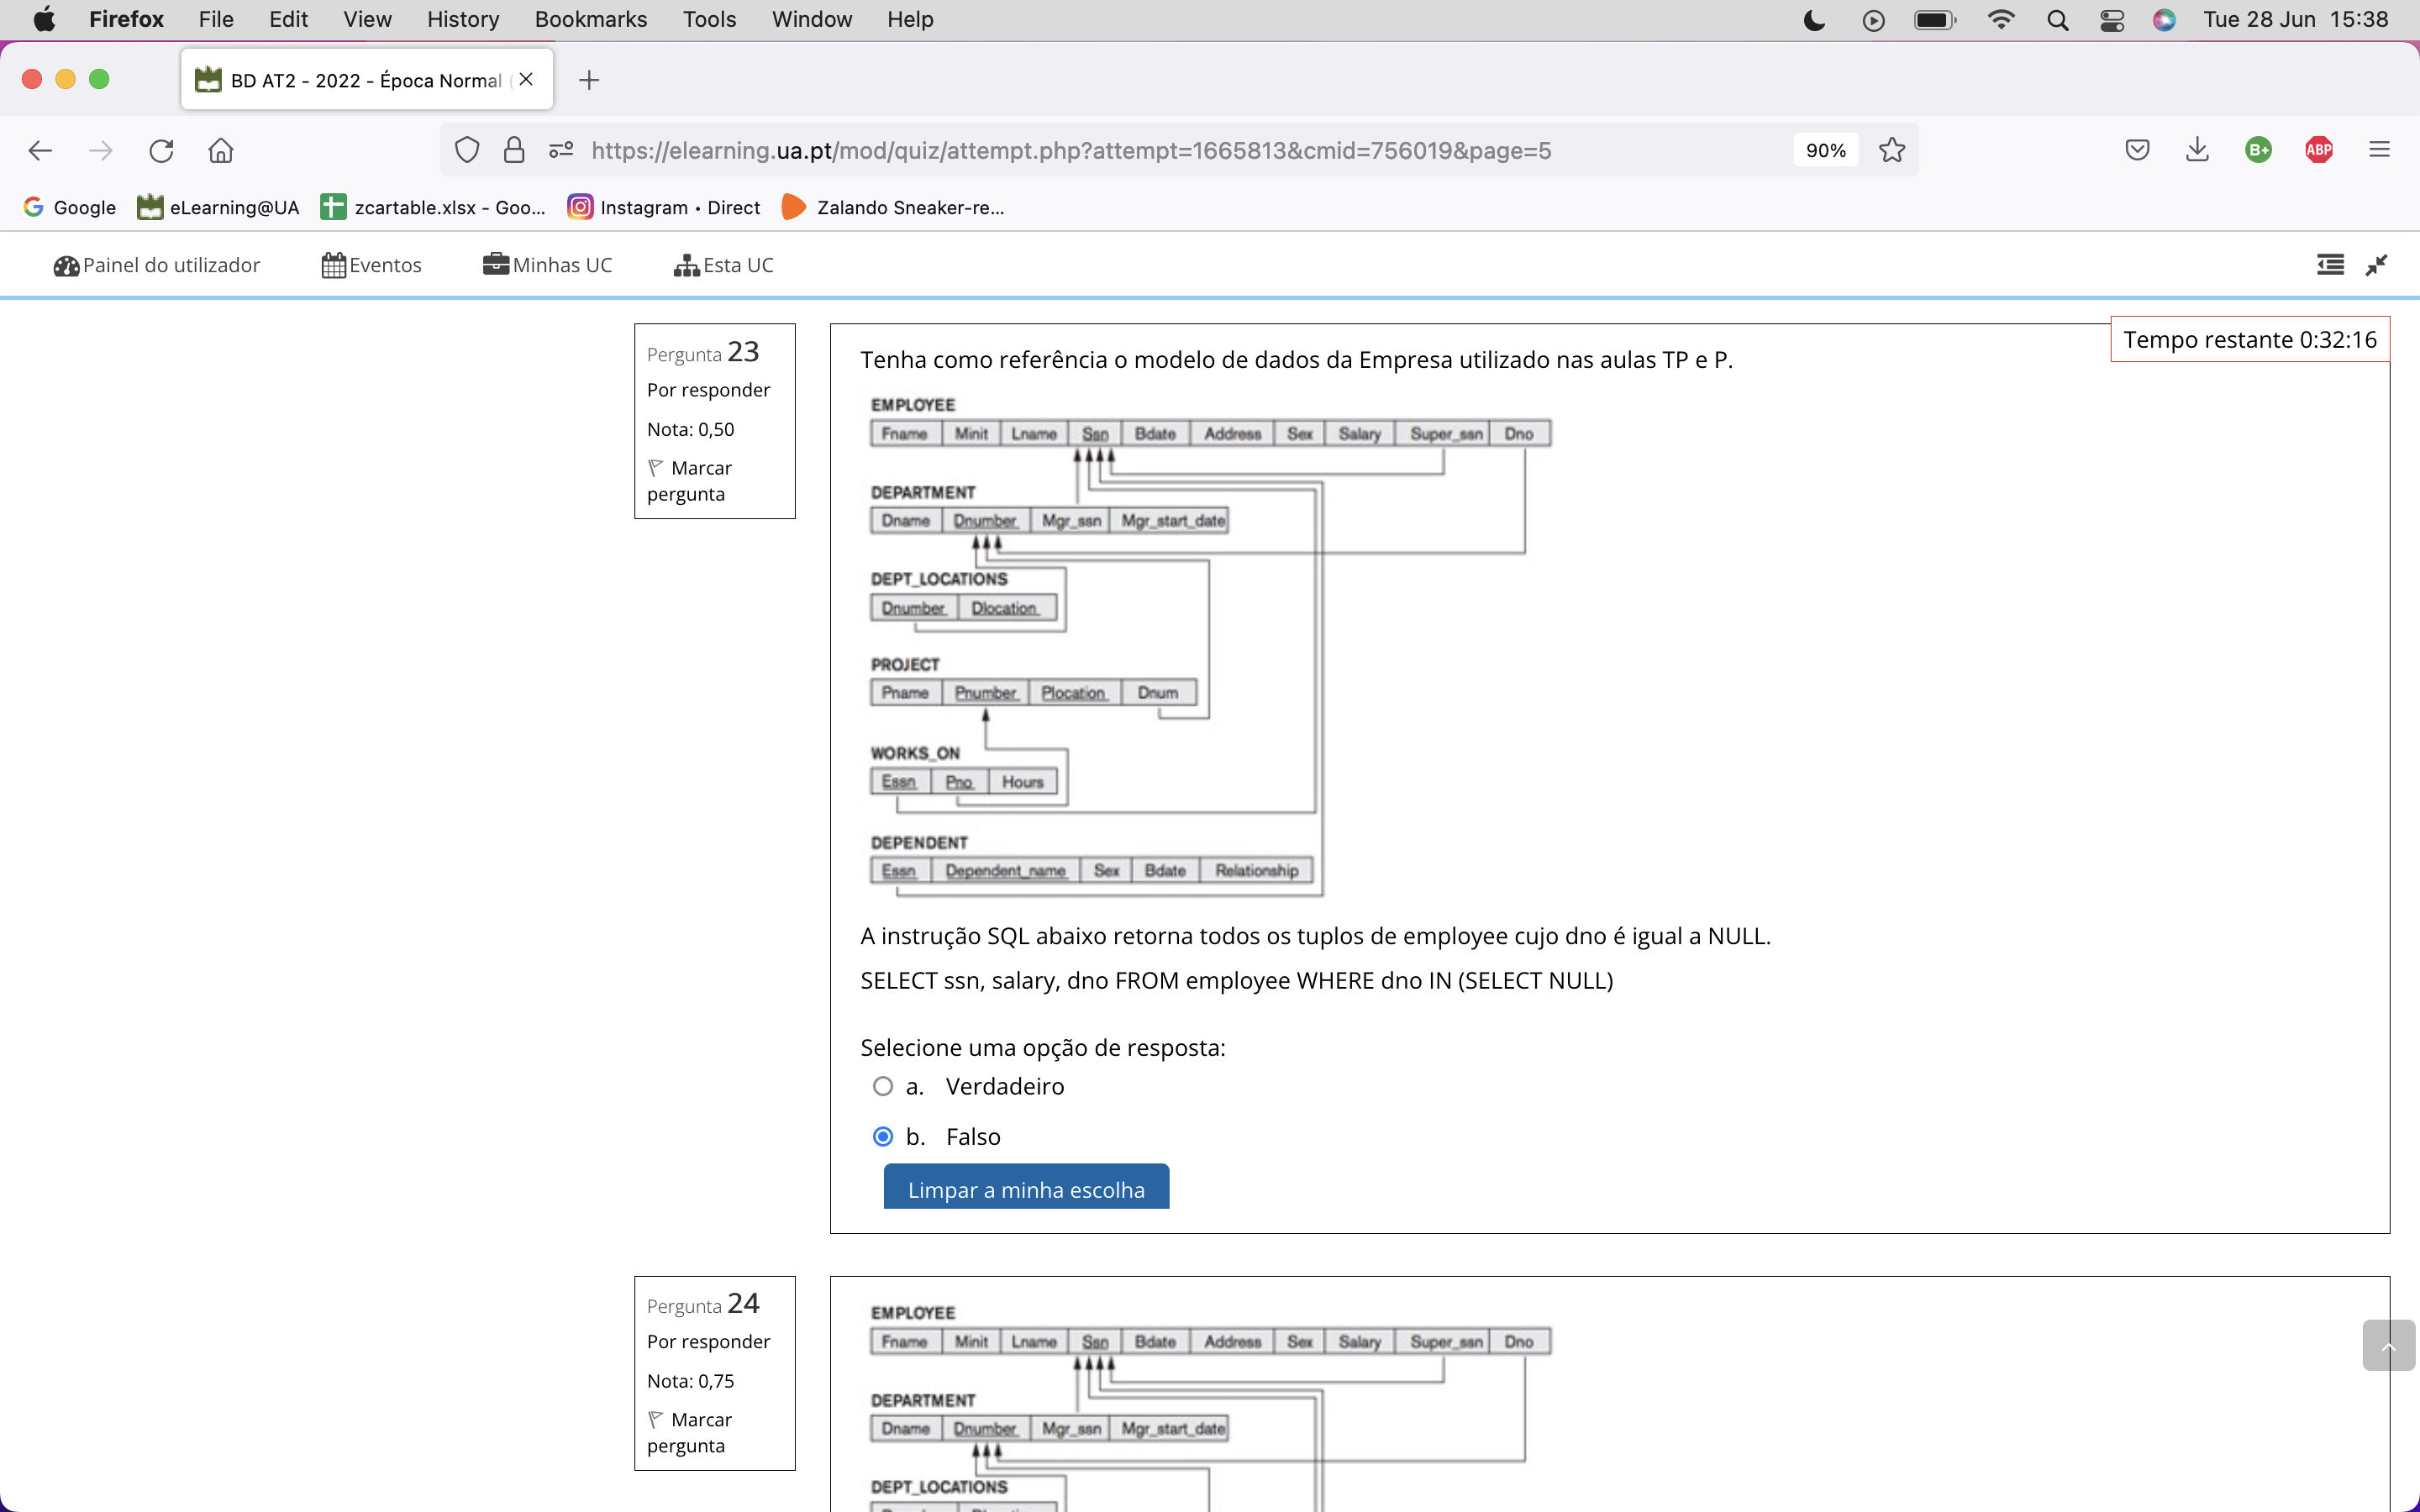 Firefox File Edit View History Bookmarks Tools Window Help Tue 28 Jun 15:38
BD AT2 - 2022 - Época Normal (
https://elearning.ua.pt/mod/quiz/attempt.php?attempt=1665813&cmid=756019&page=5 90% B+ ABP
Google eLearning@UA zcartable.xlsx - Goo... Instagram • Direct Zalando Sneaker-re...
Painel do utilizador Eventos Minhas UC Esta UC
Tempo restante 0:32:16
Pergunta 23
Por responder
Nota: 0,50
Marcar
pergunta
Tenha como referência o modelo de dados da Empresa utilizado nas aulas TP e P.
EMPLOYEE
Fname Minit Lname Ssn Bdate Address Sex Salary Super_ssn Dno
DEPARTMENT
Dname Dnumber Mgr_ssn Mgr_start_date
DEPT_LOCATIONS
Dnumber Dlocation
PROJECT
Pname Pnumber Plocation Dnum
WORKS_ON
Essn Pno Hours
DEPENDENT
Essn Dependent_name Sex Bdate Relationship
A instrução SQL abaixo retorna todos os tuplos de employee cujo dno é igual a NULL.
SELECT ssn, salary, dno FROM employee WHERE dno IN (SELECT NULL)
Selecione uma opção de resposta:
a. Verdadeiro
b. Falso
Limpar a minha escolha
Pergunta 24
Por responder
Nota: 0,75
Marcar
pergunta
EMPLOYEE
Fname Minit Lname Ssn Bdate Address Sex Salary Super_ssn Dno
DEPARTMENT
Dname Dnumber Mgr_ssn Mgr_start_date
DEPT_LOCATIONS